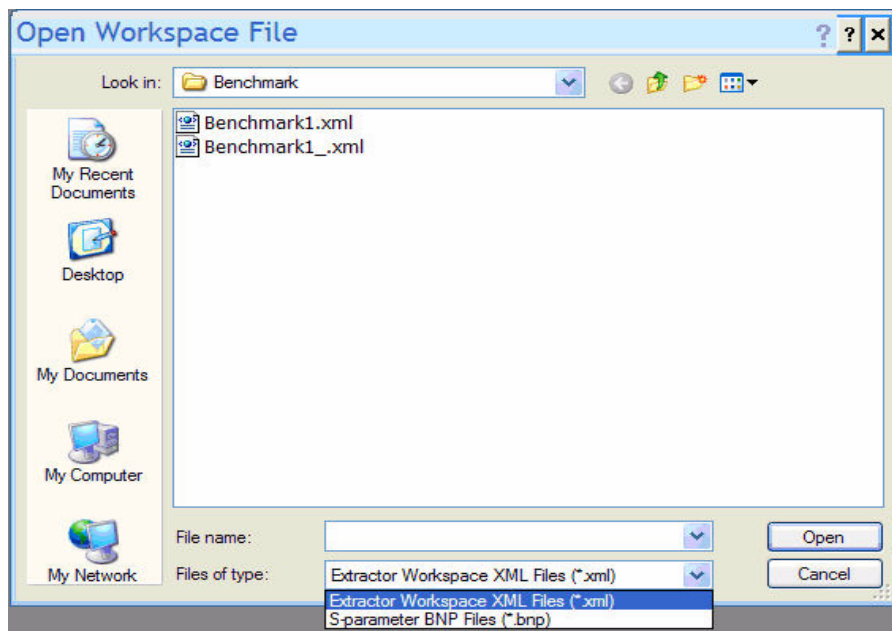 Open Workspace File
? ? ×
Look in: Benchmark
Benchmark1.xml
Benchmark1_.xml
My Recent
Documents
Desktop
My Documents
My Computer
My Network
File name:
Open
Files of type: Extractor Workspace XML Files (*.xml)
Cancel
Extractor Workspace XML Files (*.xml)
S-parameter BNP Files (*.bnp)